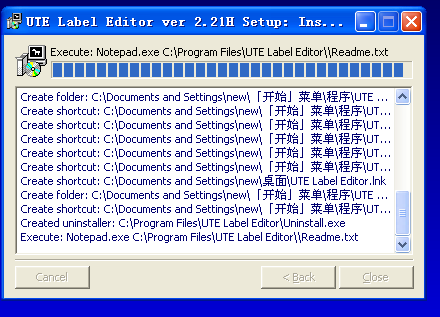 UTE Label Editor ver 2.21H Setup: Ins...
Execute: Notepad.exe C:\Program Files\UTE Label Editor\\Readme.txt
Create folder: C:\Documents and Settings\new\「开始」菜单\程序\UTE ...
Create shortcut: C:\Documents and Settings\new\「开始」菜单\程序\UT...
Create shortcut: C:\Documents and Settings\new\「开始」菜单\程序\UT...
Create shortcut: C:\Documents and Settings\new\「开始」菜单\程序\UT...
Create shortcut: C:\Documents and Settings\new\「开始」菜单\程序\UT...
Create shortcut: C:\Documents and Settings\new\「开始」菜单\程序\UT...
Create shortcut: C:\Documents and Settings\new\桌面\UTE Label Editor.lnk
Create folder: C:\Documents and Settings\new\「开始」菜单\程序\UTE ...
Create shortcut: C:\Documents and Settings\new\「开始」菜单\程序\UT...
Created uninstaller: C:\Program Files\UTE Label Editor\Uninstall.exe
Execute: Notepad.exe C:\Program Files\UTE Label Editor\\Readme.txt
Cancel
< Back
Close